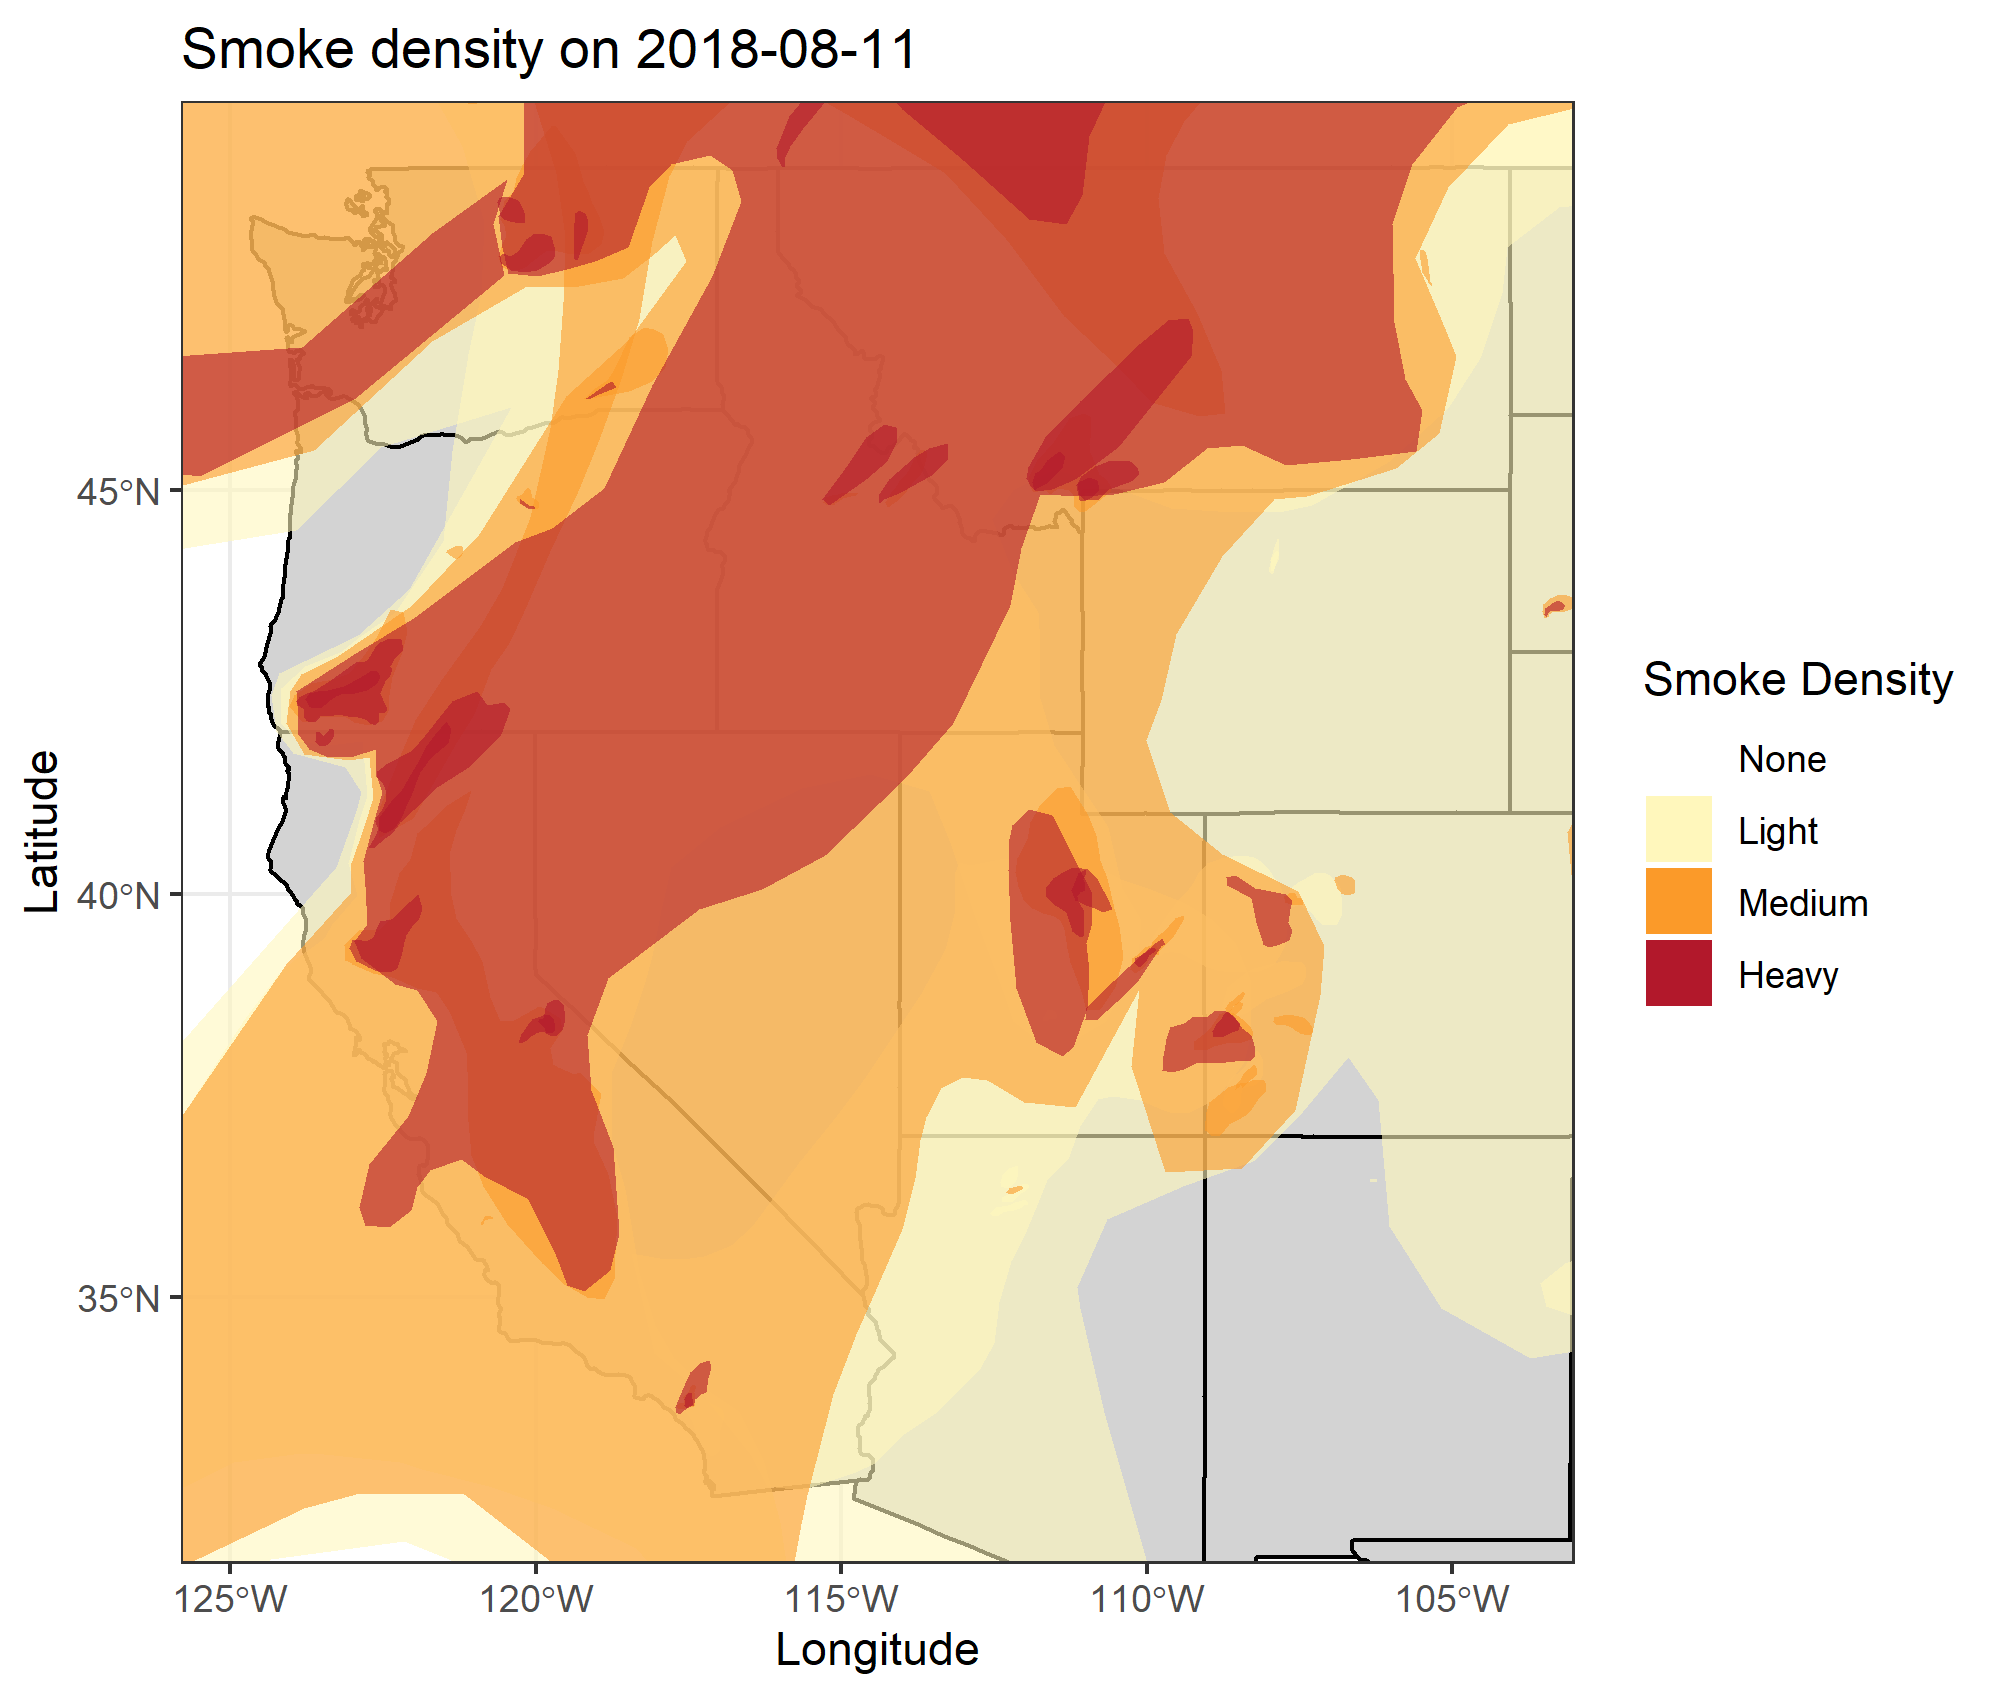 Smoke density on 2018-08-11
Latitude
45°N
40°N
35°N
125°W
120°W
115°W
110°W
105°W
Longitude
Smoke Density
None
Light
Medium
Heavy